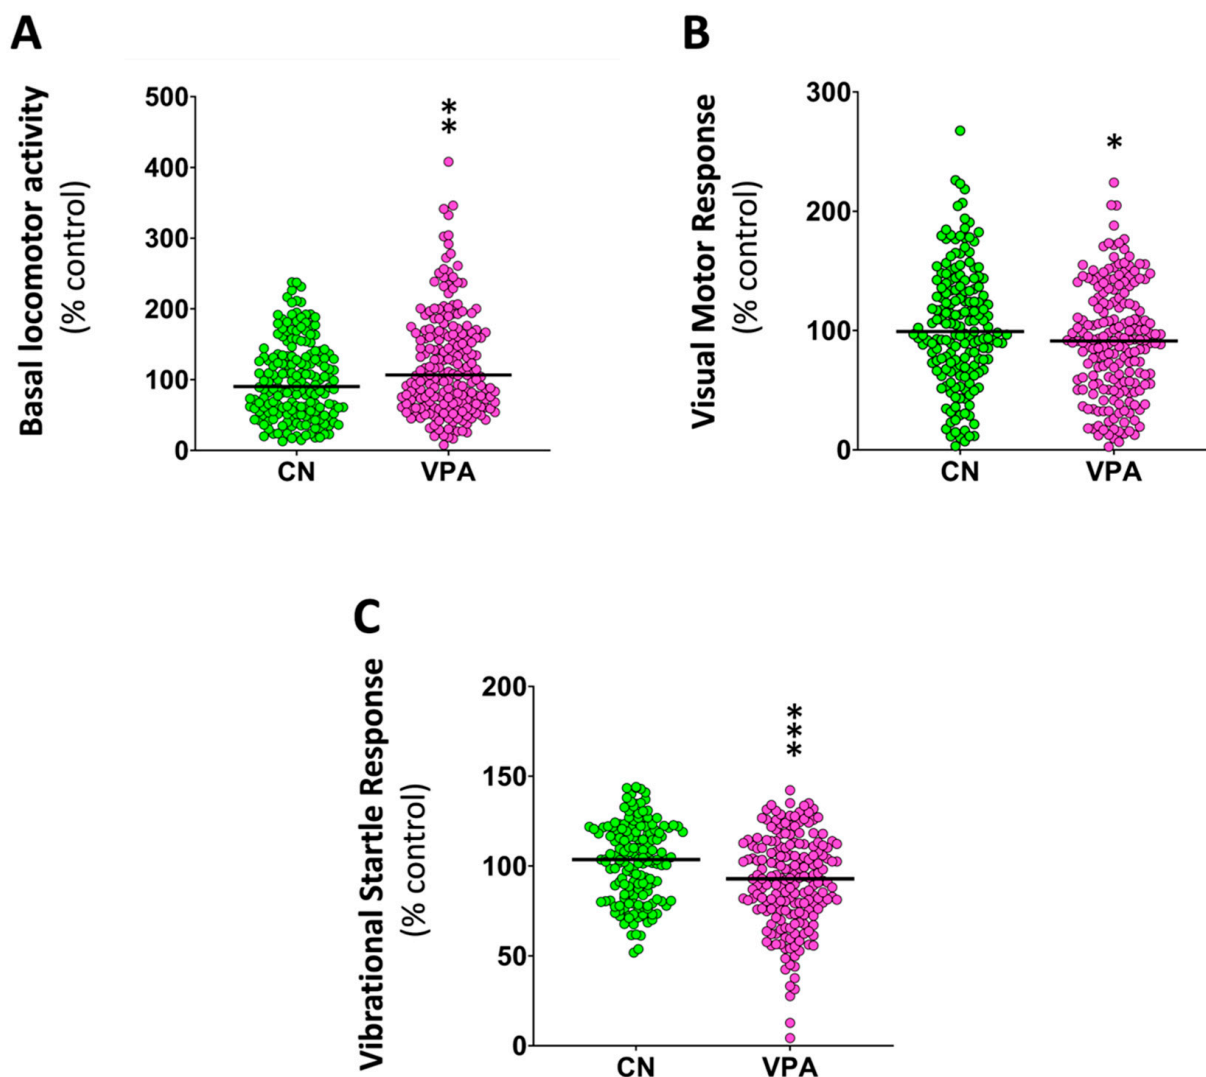 A
Basal locomotor activity
(% control)
500
400
300
200
100
0
**
CN
VPA
B
Visual Motor Response
(% control)
300
200
100
0
*
CN
VPA
C
Vibrational Startle Response
(% control)
200
150
100
50
0
***
CN
VPA